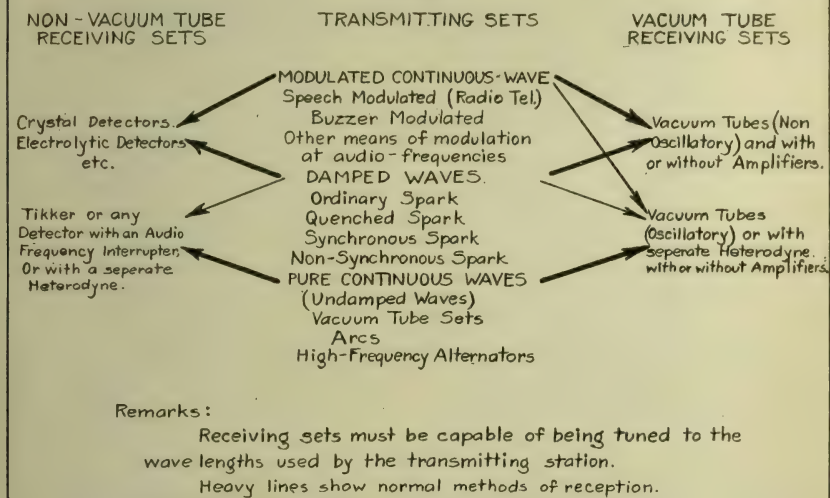 NON-VACUUM TUBE
RECEIVING SETS
TRANSMITTING SETS
VACUUM TUBE
RECEIVING SETS
Crystal Detectors.
Electrolytic Detectors
etc.
Tikker or any
Detector with an Audio
Frequency Interrupter,
Or with a seperate
Heterodyne.
MODULATED CONTINUOUS-WAVE
Speech Modulated (Radio Tel.)
Buzzer Modulated
Other means of modulation
at audio-frequencies
DAMPED WAVES.
Ordinary Spark
Quenched Spark
Synchronous Spark
Non-Synchronous Spark
PURE CONTINUOUS WAVES
(Undamped Waves)
Vacuum Tube Sets
Arcs
High-Frequency Alternators
Vacuum Tubes (Non
Oscillatory) and with
or without Amplifiers.
Vacuum Tubes
(Oscillatory) or with
seperate Heterodyne.
with or without Amplifiers.
Remarks:
Receiving sets must be capable of being tuned to the
wave lengths used by the transmitting station.
Heavy lines show normal methods of reception.